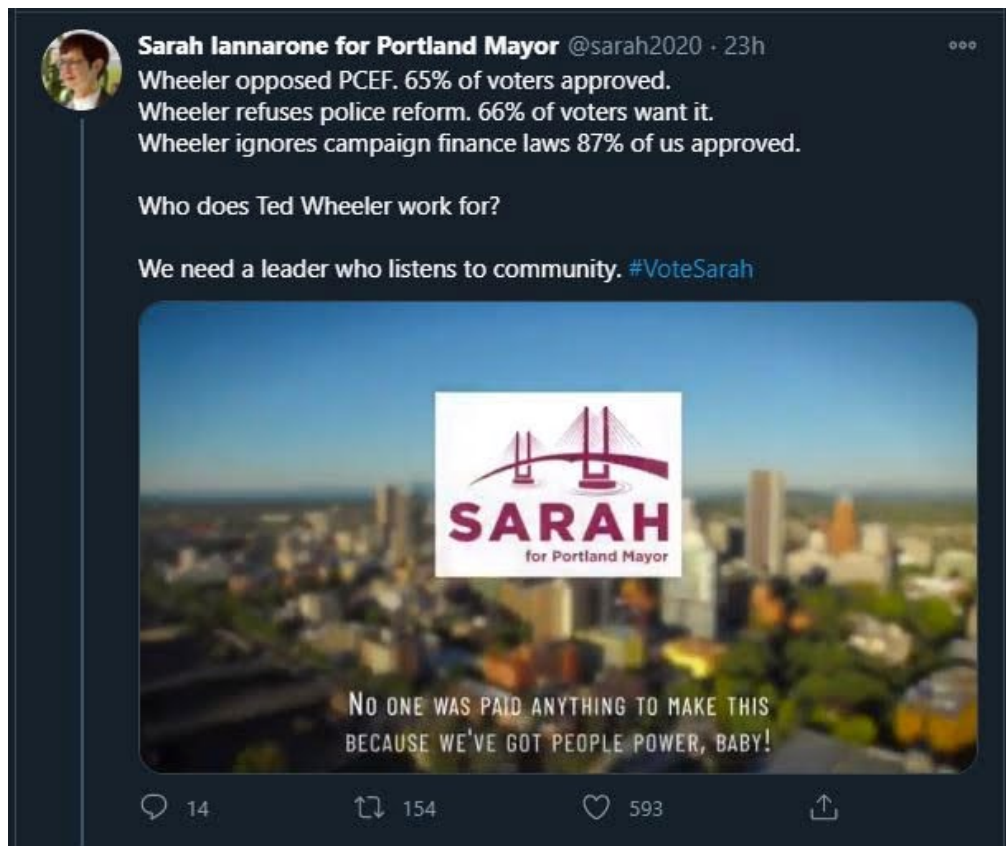 Sarah Iannarone for Portland Mayor @sarah2020 · 23h
Wheeler opposed PCEF. 65% of voters approved.
Wheeler refuses police reform. 66% of voters want it.
Wheeler ignores campaign finance laws 87% of us approved.
Who does Ted Wheeler work for?
We need a leader who listens to community. #VoteSarah
SARAH
for Portland Mayor
NO ONE WAS PAID ANYTHING TO MAKE THIS
BECAUSE WE'VE GOT PEOPLE POWER, BABY!
14 154 593